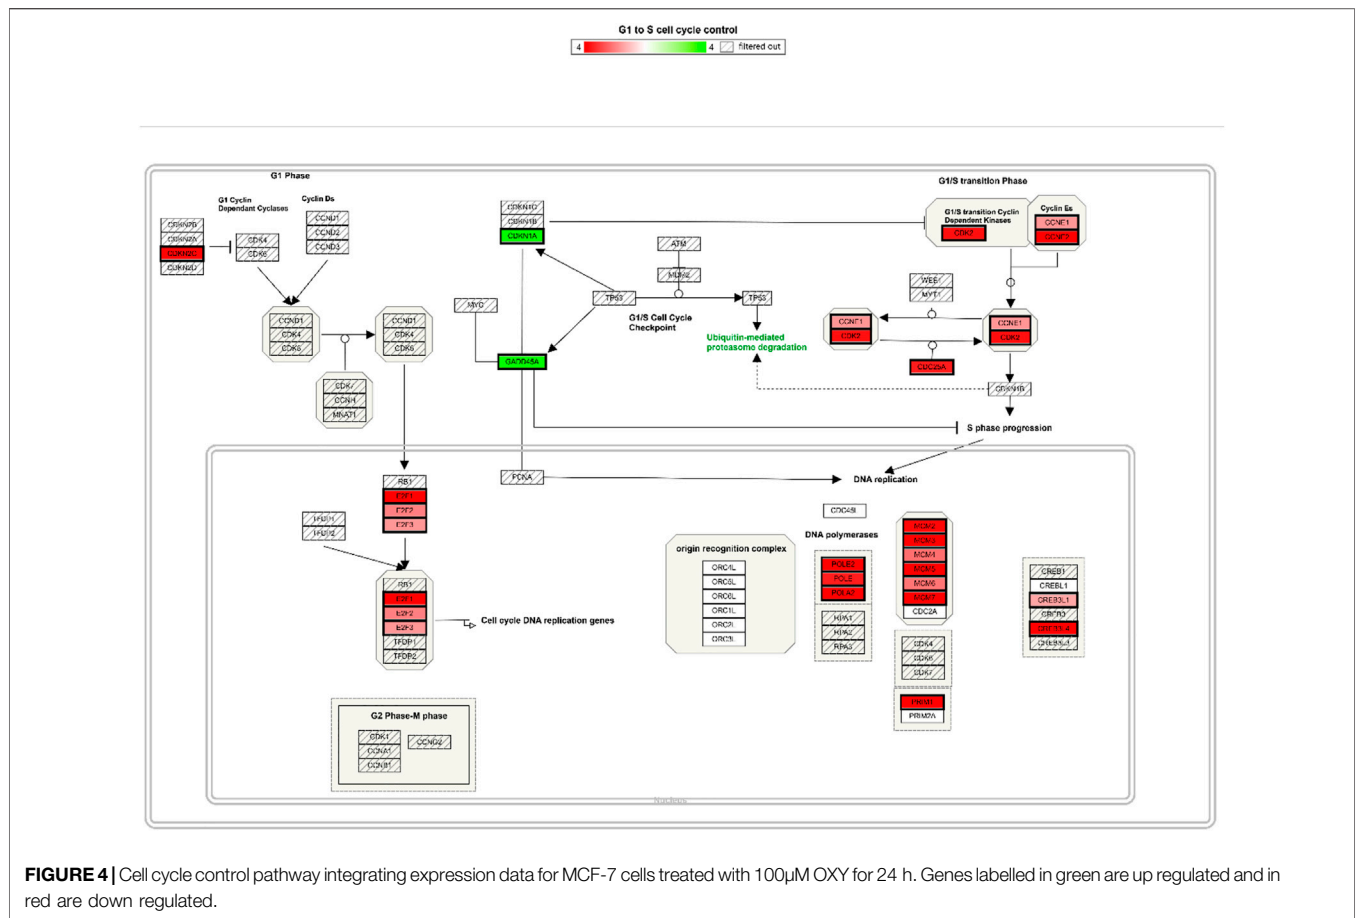 G1 to S cell cycle control
4 4 filtered out
G1 Phase
G1 Cyclin
Dependant Cyclases
Cyclin Ds
CDKN2B
CDKN2A
CDKN2C
CDKN2D
CDK4
CDK6
CCND1
CCND2
CCND3
CCND1
CDK4
CDK6
CCND1
CDK4
CDK6
CDK7
CCNH
MNAT1
CDKN1C
CDKN1B
CDKN1A
ATM
MDM2
MYC
TP53
TP53
G1/S Cell Cycle
Checkpoint
Ubiquitin-mediated
proteasome degradation
GADD45A
G1/S transition Phase
G1/S transition Cyclin
Dependent Kinases
CDK2
Cyclin Es
CCNE1
CCNE2
WEE1
MYT1
CCNE1
CDK2
CCNE1
CDK2
CDC25A
CDKN1B
S phase progression
PCNA
DNA replication
RB1
E2F1
E2F2
E2F3
TFDP1
TFDP2
RB1
E2F1
E2F2
E2F3
TFDP1
TFDP2
Cell cycle DNA replication genes
origin recognition complex
ORC4L
ORC5L
ORC6L
ORC1L
ORC2L
ORC3L
CDC45L
DNA polymerases
POLE2
POLE
POLA2
RPA1
RPA2
RPA3
MCM2
MCM3
MCM4
MCM5
MCM6
MCM7
CDC2A
CDK4
CDK6
CDK7
PRIM1
PRIM2A
CREB1
CREBL1
CREB3L1
CREB3
CREB3L4
CREB3L3
G2 Phase-M phase
CDK1
CCNA1
CCNB1
CCNG2
Nucleus
FIGURE 4 | Cell cycle control pathway integrating expression data for MCF-7 cells treated with 100µM OXY for 24 h. Genes labelled in green are up regulated and in
red are down regulated.